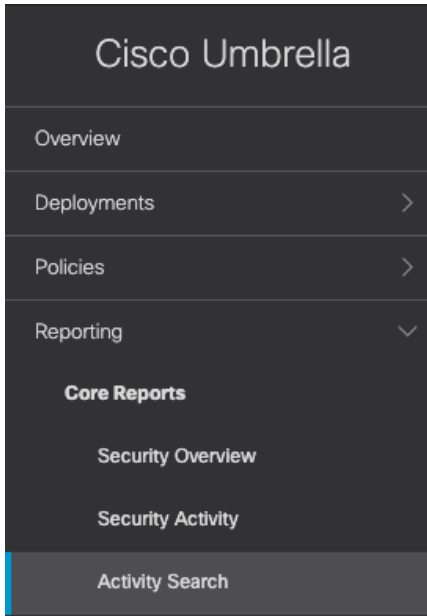 Cisco Umbrella
Overview
Deployments
Policies
Reporting
Core Reports
Security Overview
Security Activity
Activity Search